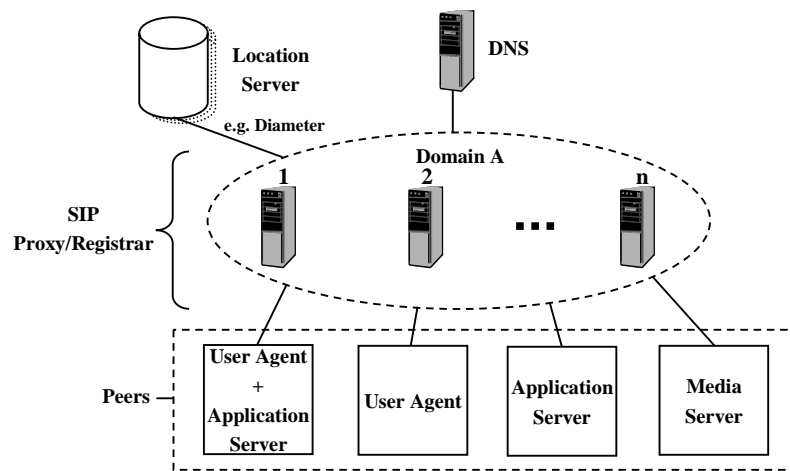 Location
Server
DNS
e.g. Diameter
Domain A
1
2
n
SIP
Proxy/Registrar
...
Peers
User Agent
+
Application
Server
User Agent
Application
Server
Media
Server